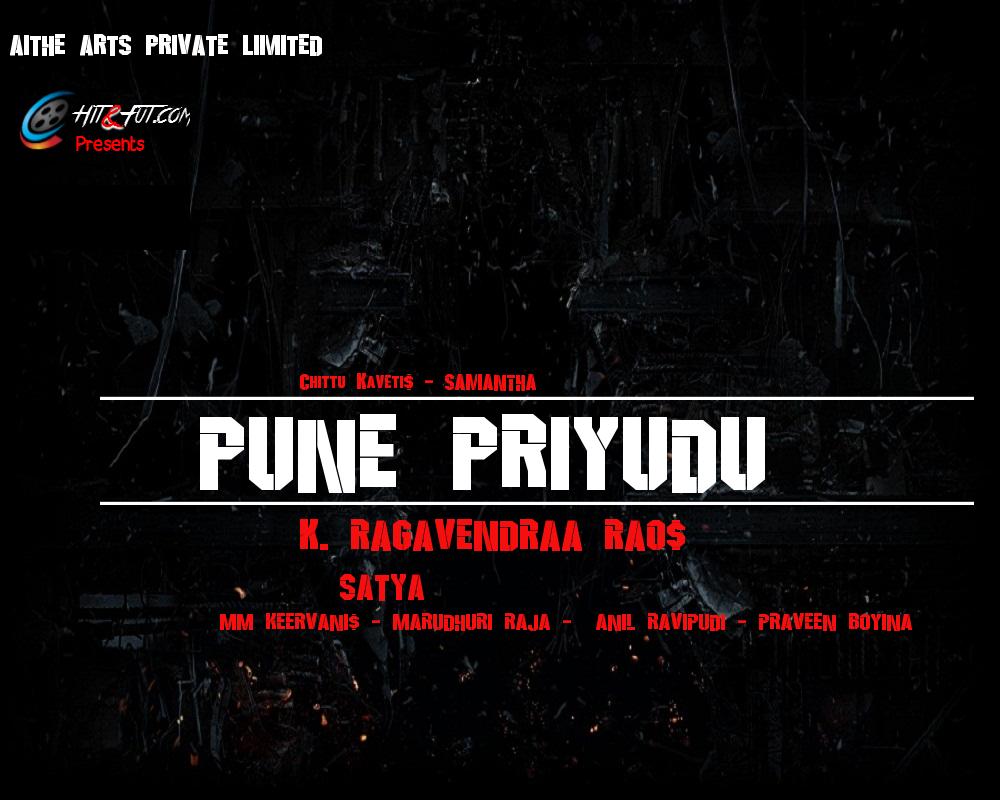 AITHE ARTS PRIVATE LIIMITED
HIT&FUT.COM
Presents
CHITTU KAVETI$ - SAMANTHA
PUNE PRIYUDU
K. RAGAVENDRAA RAO$
SATYA
MM KEERVANI$ - MARUDHURI RAJA - ANIL RAVIPUDI - PRAVEEN BOYINA